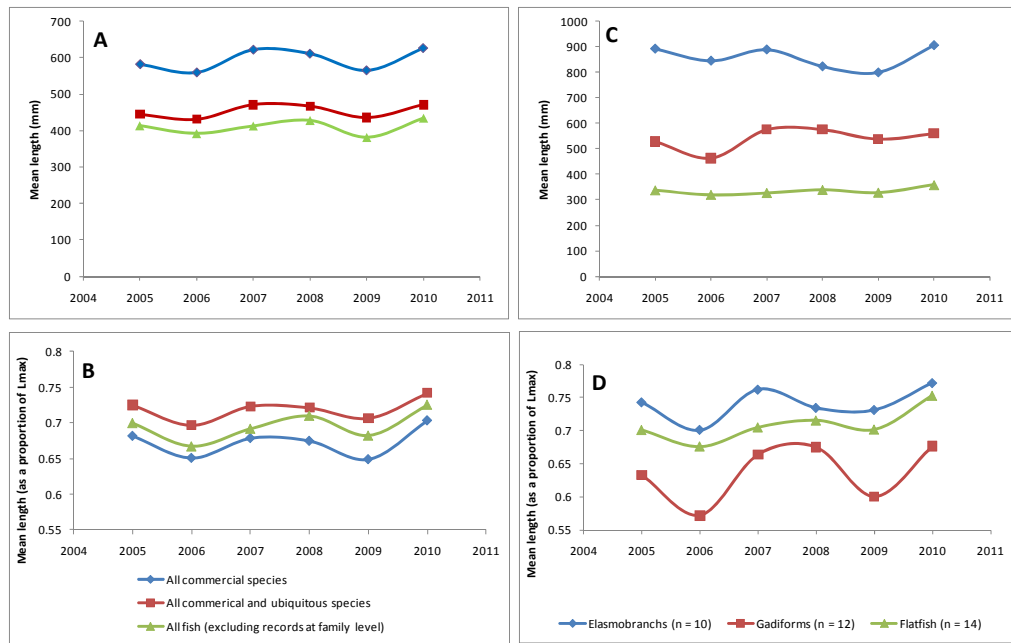 A
Mean length (mm)
700
600
500
400
300
200
100
0
2004 2005 2006 2007 2008 2009 2010 2011
C
Mean length (mm)
1000
900
800
700
600
500
400
300
200
100
0
2004 2005 2006 2007 2008 2009 2010 2011
B
Mean length (as a proportion of Lmax)
0.8
0.75
0.7
0.65
0.6
0.55
2004 2005 2006 2007 2008 2009 2010 2011
All commercial species
All commerical and ubiquitous species
All fish (excluding records at family level)
D
Mean length (as a proportion of Lmax)
0.8
0.75
0.7
0.65
0.6
0.55
2004 2005 2006 2007 2008 2009 2010 2011
Elasmobranchs (n = 10) Gadiforms (n = 12) Flatfish (n = 14)